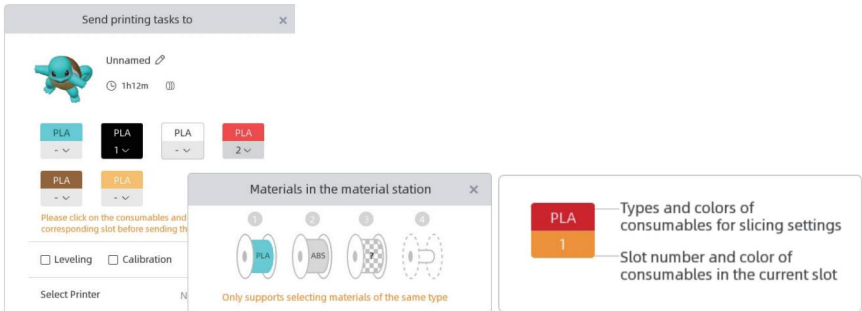 Send printing tasks to
Unnamed
1h12m
PLA PLA PLA PLA
- 1 - 2
PLA PLA
- -
Please click on the consumables and
corresponding slot before sending th
Leveling Calibration
Select Printer N
Materials in the material station
1 2 3 4
PLA ABS ?
Only supports selecting materials of the same type
PLA
1
Types and colors of
consumables for slicing settings
Slot number and color of
consumables in the current slot